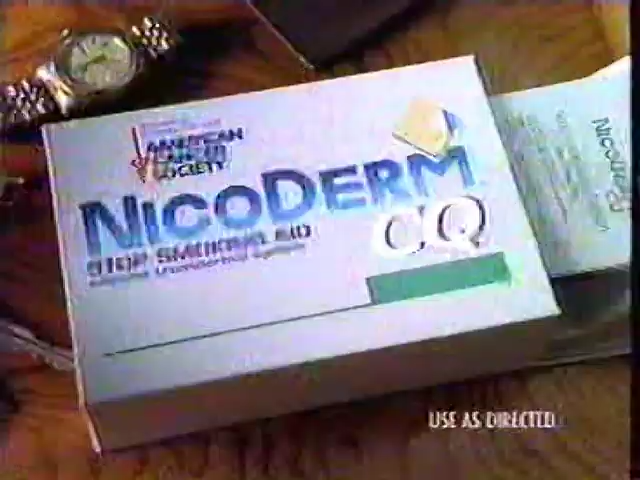 AMERICAN
CANCER
SOCIETY
NICODERM
CQ
STOP SMOKING AID
Nicoderm
USE AS DIRECTED